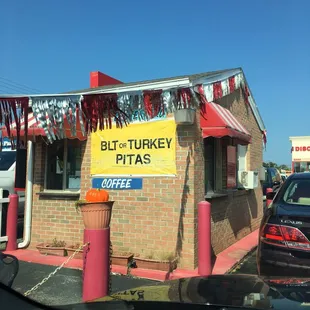 BLT or TURKEY
PITAS
COFFEE